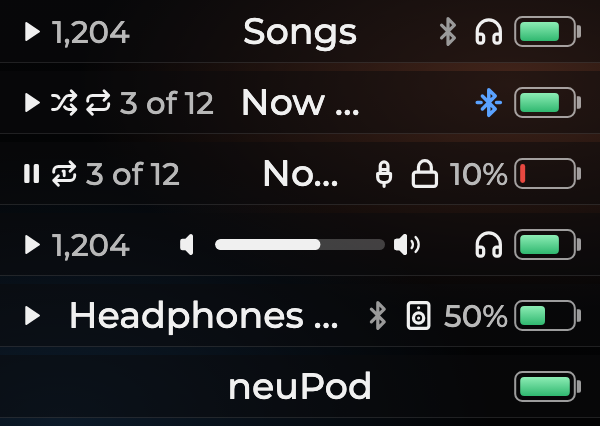 1,204 Songs
3 of 12 Now ...
3 of 12 No... 10%
1,204
Headphones ... 50%
neuPod